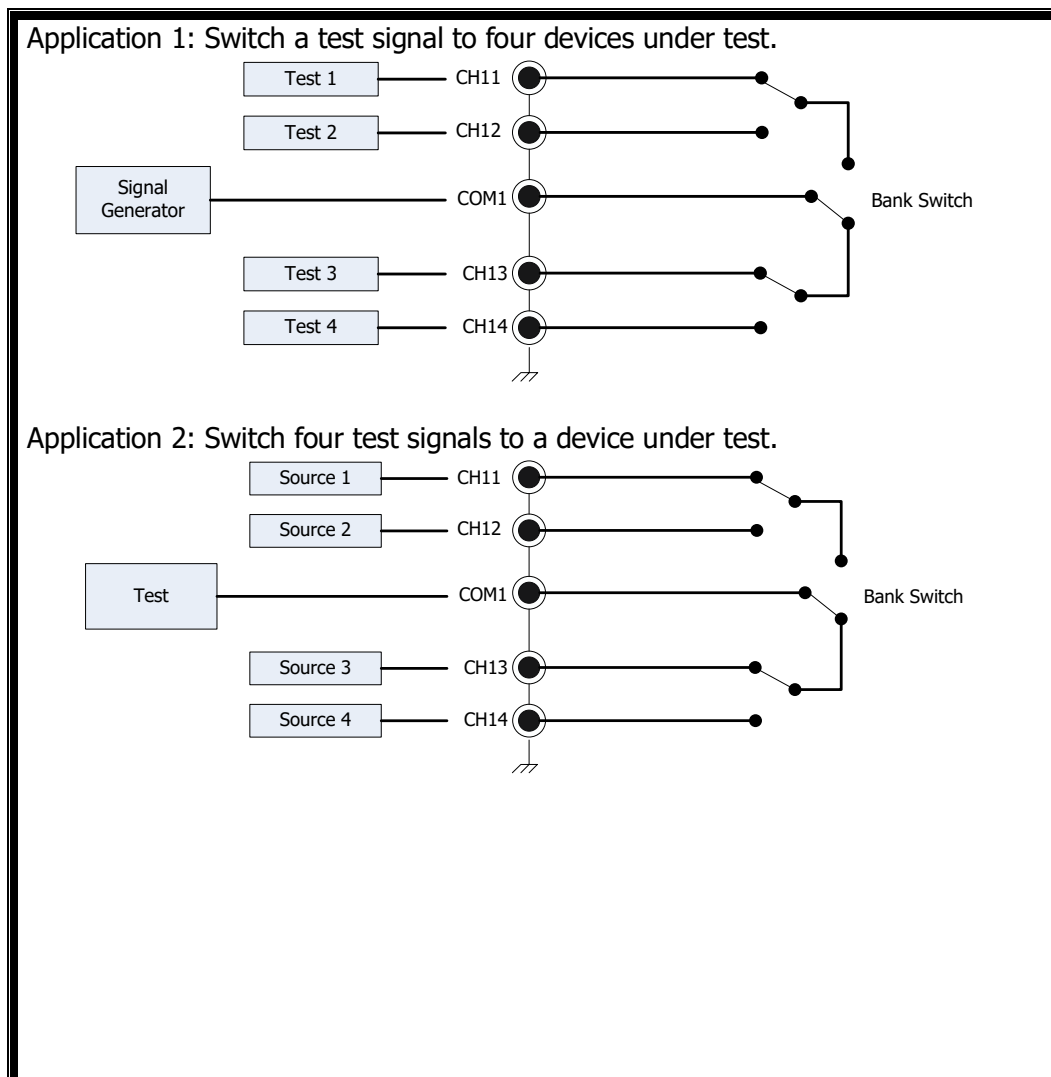 Application 1: Switch a test signal to four devices under test.
Test 1
CH11
Test 2
CH12
Signal
Generator
COM1
Bank Switch
Test 3
CH13
Test 4
CH14
Application 2: Switch four test signals to a device under test.
Source 1
CH11
Source 2
CH12
Test
COM1
Bank Switch
Source 3
CH13
Source 4
CH14